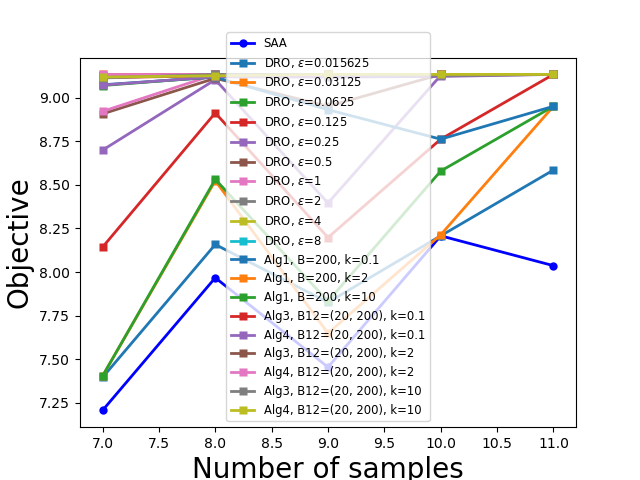 SAA
DRO, ε=0.015625
DRO, ε=0.03125
DRO, ε=0.0625
DRO, ε=0.125
DRO, ε=0.25
DRO, ε=0.5
DRO, ε=1
DRO, ε=2
DRO, ε=4
DRO, ε=8
Alg1, B=200, k=0.1
Alg1, B=200, k=2
Alg1, B=200, k=10
Alg3, B12=(20, 200), k=0.1
Alg4, B12=(20, 200), k=0.1
Alg3, B12=(20, 200), k=2
Alg4, B12=(20, 200), k=2
Alg3, B12=(20, 200), k=10
Alg4, B12=(20, 200), k=10
Objective
9.00
8.75
8.50
8.25
8.00
7.75
7.50
7.25
7.0 7.5 8.0 8.5 9.0 9.5 10.0 10.5 11.0
Number of samples